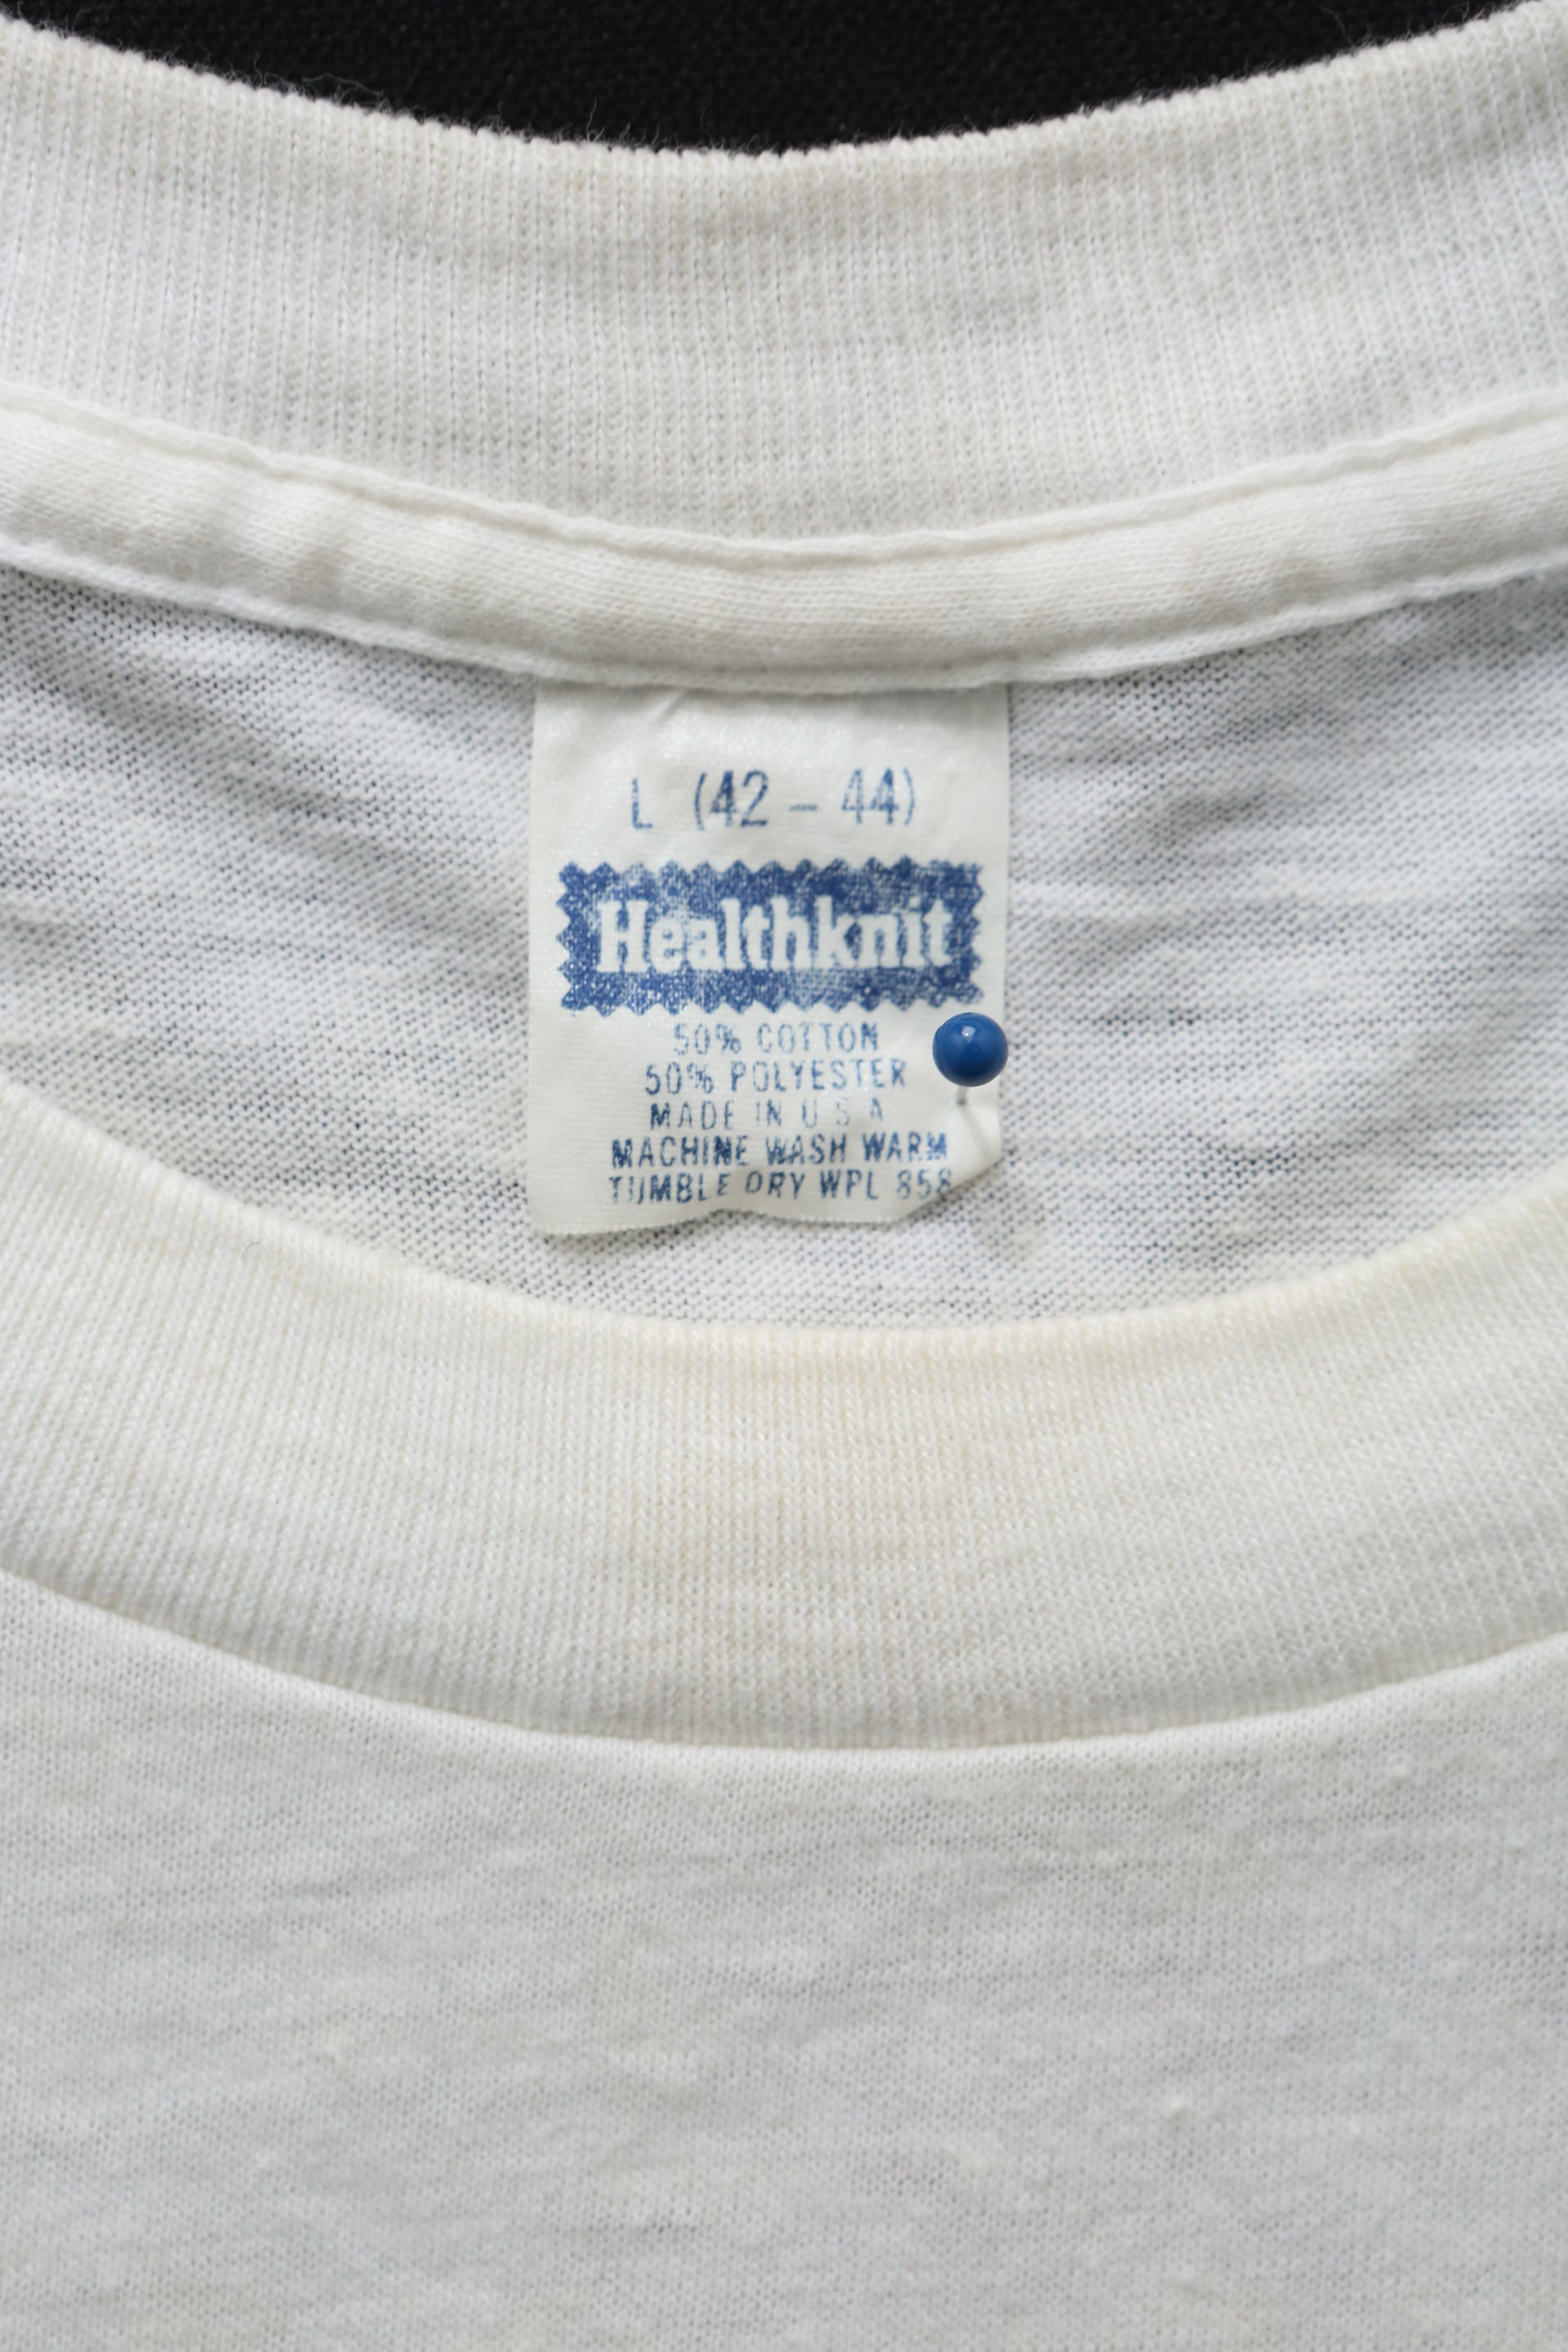 L (42 - 44)
Healthknit
50% COTTON
50% POLYESTER
MADE IN U S A
MACHINE WASH WARM
TUMBLE DRY WPL 858